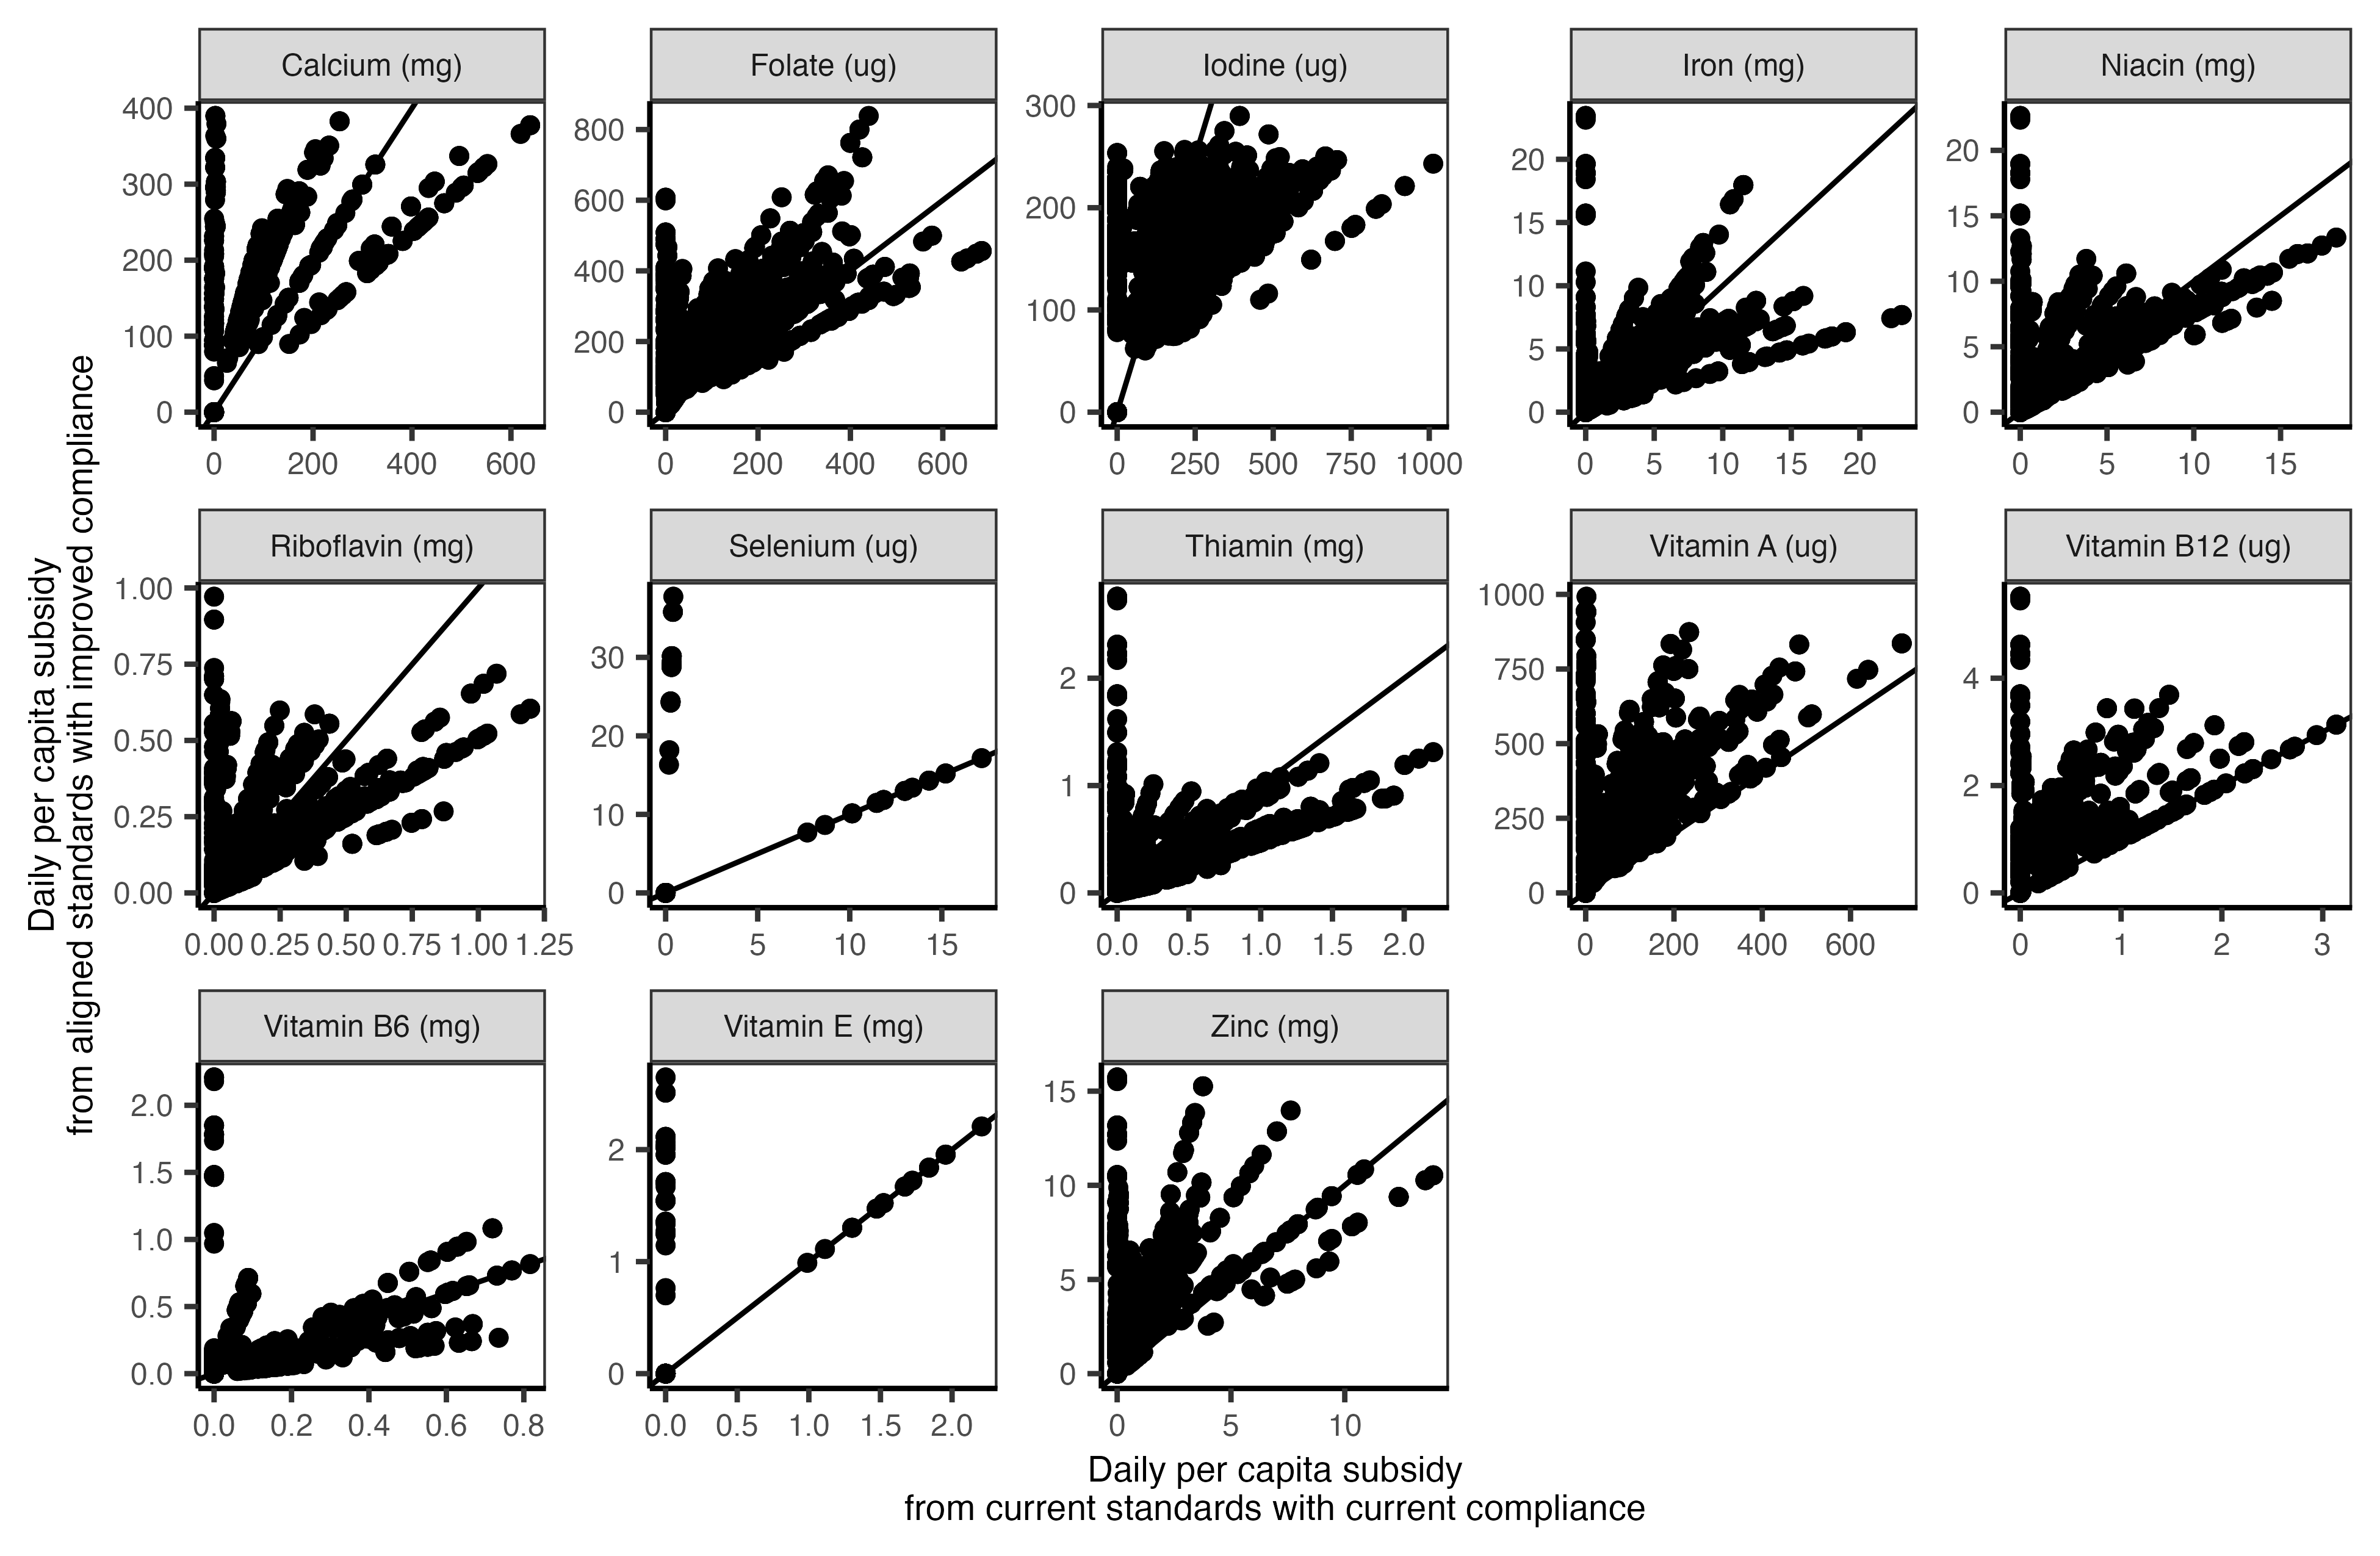 Calcium (mg) Folate (ug) Iodine (ug) Iron (mg) Niacin (mg)
400 800 300 20 20
300 600 200 15 15
200 400 100 10 10
100 200 0 5 5
0 0 0 0
0 200 400 600 0 200 400 600 0 250 500 750 1000 0 5 10 15 20 0 5 10 15
Riboflavin (mg) Selenium (ug) Thiamin (mg) Vitamin A (ug) Vitamin B12 (ug)
1.00 30 2 1000 4
0.75 20 1 750 2
0.50 10 0 500 0
0.25 0 250
0.00 0
0.00 0.25 0.50 0.75 1.00 1.25 0 5 10 15 0.0 0.5 1.0 1.5 2.0 0 200 400 600 0 1 2 3
Vitamin B6 (mg) Vitamin E (mg) Zinc (mg)
2.0 2 15
1.5 1 10
1.0 0 5
0.5 0
0.0
0.0 0.2 0.4 0.6 0.8 0.0 0.5 1.0 1.5 2.0 0 5 10
Daily per capita subsidy
from current standards with current compliance
Daily per capita subsidy
from aligned standards with improved compliance